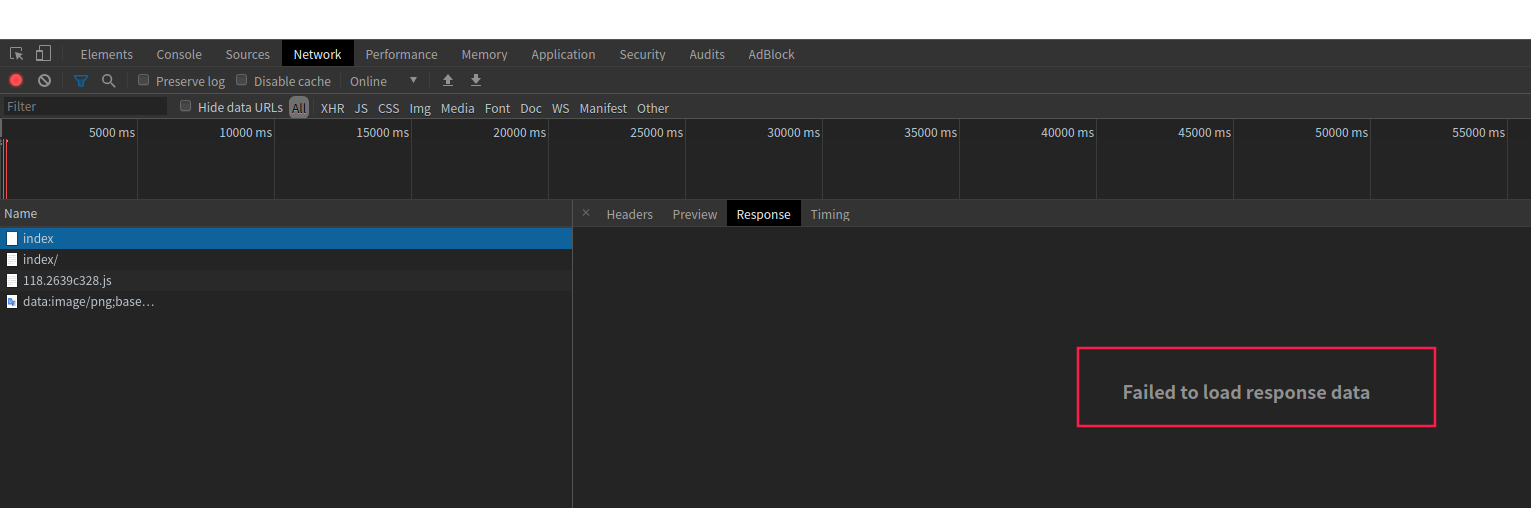 Elements Console Sources Network Performance Memory Application Security Audits AdBlock
Preserve log Disable cache Online
Filter Hide data URLs All XHR JS CSS Img Media Font Doc WS Manifest Other
5000 ms 10000 ms 15000 ms 20000 ms 25000 ms 30000 ms 35000 ms 40000 ms 45000 ms 50000 ms 55000 ms
Name
× Headers Preview Response Timing
index
index/
118.2639c328.js
data:image/png;base…
Failed to load response data